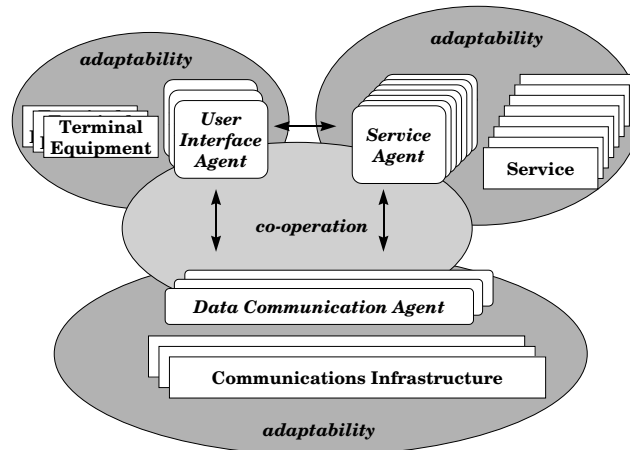 adaptability
adaptability
User
Interface
Agent
Service
Agent
Terminal
Equipment
Service
co-operation
Data Communication Agent
Communications Infrastructure
adaptability